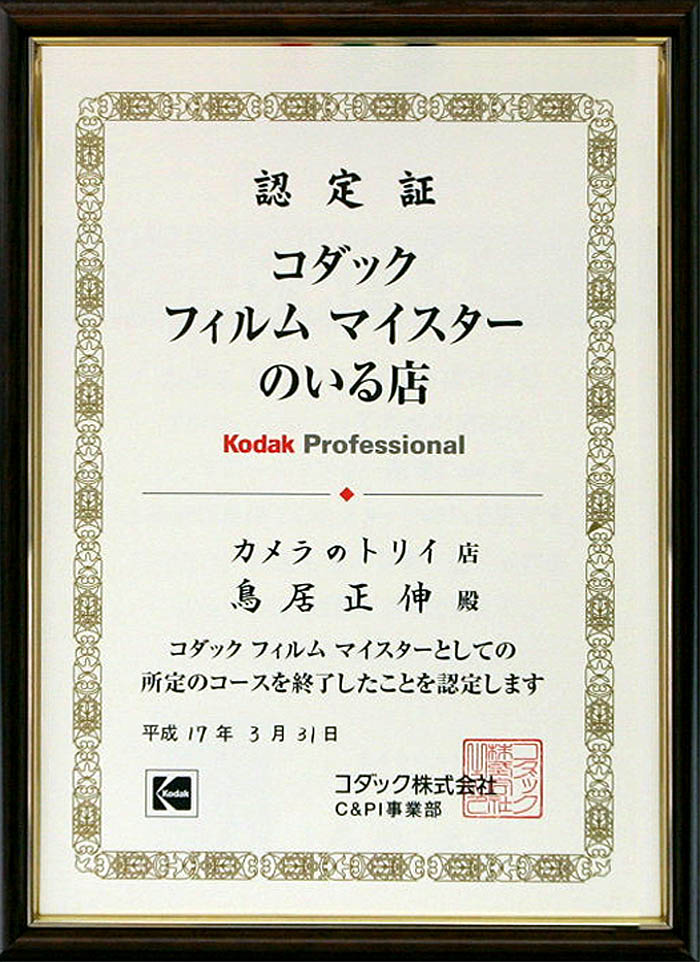 認定証
コダック
フィルム マイスター
のいる店
Kodak Professional
カメラのトリイ 店
鳥居正伸 殿
コダック フィルム マイスターとしての
所定のコースを終了したことを認定します
平成 17 年 3 月 31 日
Kodak
コダック株式会社
C&PI事業部